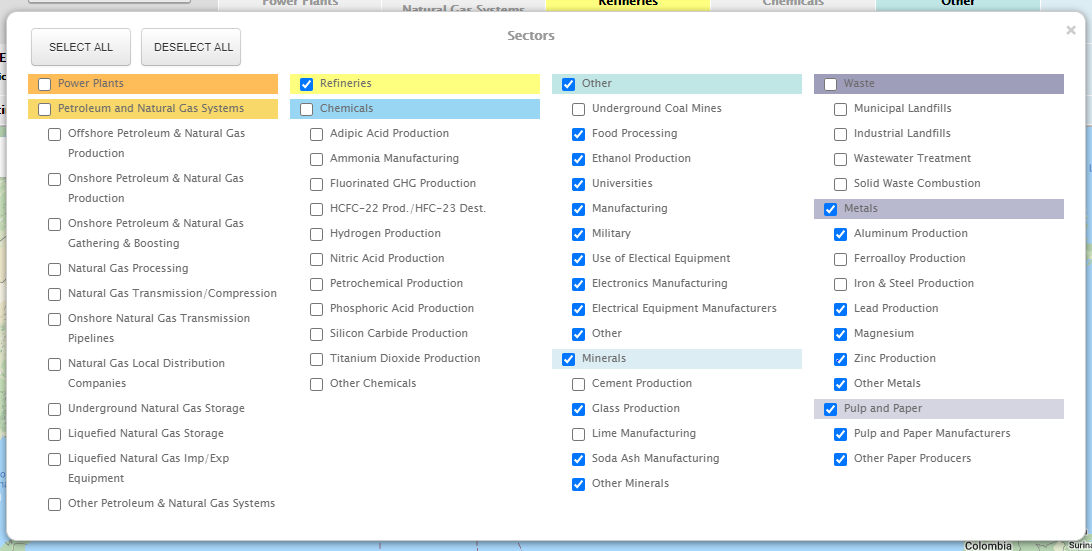 Power Plants
Natural Gas Systems
Refineries
Chemicals
Other
SELECT ALL
DESELECT ALL
Sectors
×
Power Plants
Petroleum and Natural Gas Systems
Offshore Petroleum & Natural Gas
Production
Onshore Petroleum & Natural Gas
Production
Onshore Petroleum & Natural Gas
Gathering & Boosting
Natural Gas Processing
Natural Gas Transmission/Compression
Onshore Natural Gas Transmission
Pipelines
Natural Gas Local Distribution
Companies
Underground Natural Gas Storage
Liquefied Natural Gas Storage
Liquefied Natural Gas Imp/Exp
Equipment
Other Petroleum & Natural Gas Systems
Refineries
Chemicals
Adipic Acid Production
Ammonia Manufacturing
Fluorinated GHG Production
HCFC-22 Prod./HFC-23 Dest.
Hydrogen Production
Nitric Acid Production
Petrochemical Production
Phosphoric Acid Production
Silicon Carbide Production
Titanium Dioxide Production
Other Chemicals
Other
Underground Coal Mines
Food Processing
Ethanol Production
Universities
Manufacturing
Military
Use of Electical Equipment
Electronics Manufacturing
Electrical Equipment Manufacturers
Other
Minerals
Cement Production
Glass Production
Lime Manufacturing
Soda Ash Manufacturing
Other Minerals
Waste
Municipal Landfills
Industrial Landfills
Wastewater Treatment
Solid Waste Combustion
Metals
Aluminum Production
Ferroalloy Production
Iron & Steel Production
Lead Production
Magnesium
Zinc Production
Other Metals
Pulp and Paper
Pulp and Paper Manufacturers
Other Paper Producers
Colombia
Surina